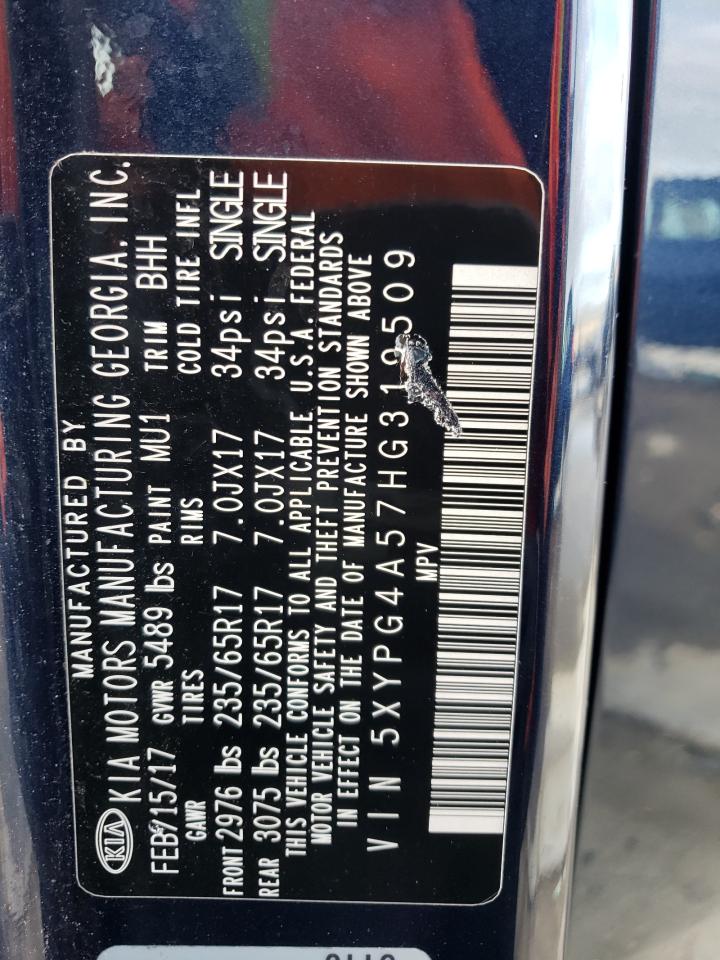 MANUFACTURED BY
KIA KIA MOTORS MANUFACTURING GEORGIA, INC.
FEB/15/17 GVWR 5489 lbs PAINT MU1 TRIM BHH
GAWR TIRES RIMS COLD TIRE INFL
FRONT 2976 lbs 235/65R17 7.0JX17 34psi SINGLE
REAR 3075 lbs 235/65R17 7.0JX17 34psi SINGLE
THIS VEHICLE CONFORMS TO ALL APPLICABLE U.S.A. FEDERAL
MOTOR VEHICLE SAFETY AND THEFT PREVENTION STANDARDS
IN EFFECT ON THE DATE OF MANUFACTURE SHOWN ABOVE
VIN 5XYPG4A57HG319509
MPV